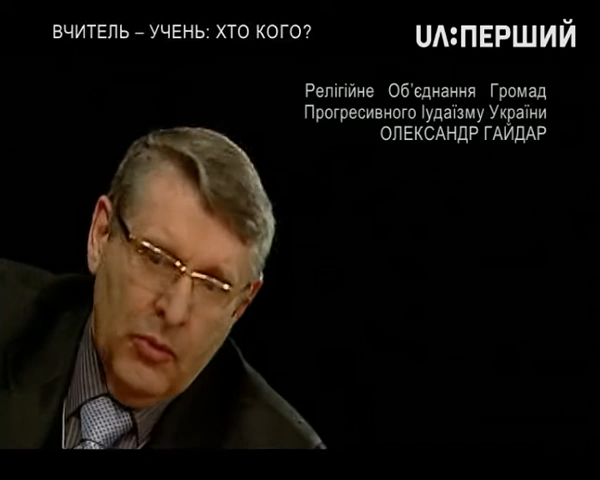 ВЧИТЕЛЬ – УЧЕНЬ: ХТО КОГО?
UA:ПЕРШИЙ
Релігійне Об'єднання Громад
Прогресивного Іудаїзму України
ОЛЕКСАНДР ГАЙДАР